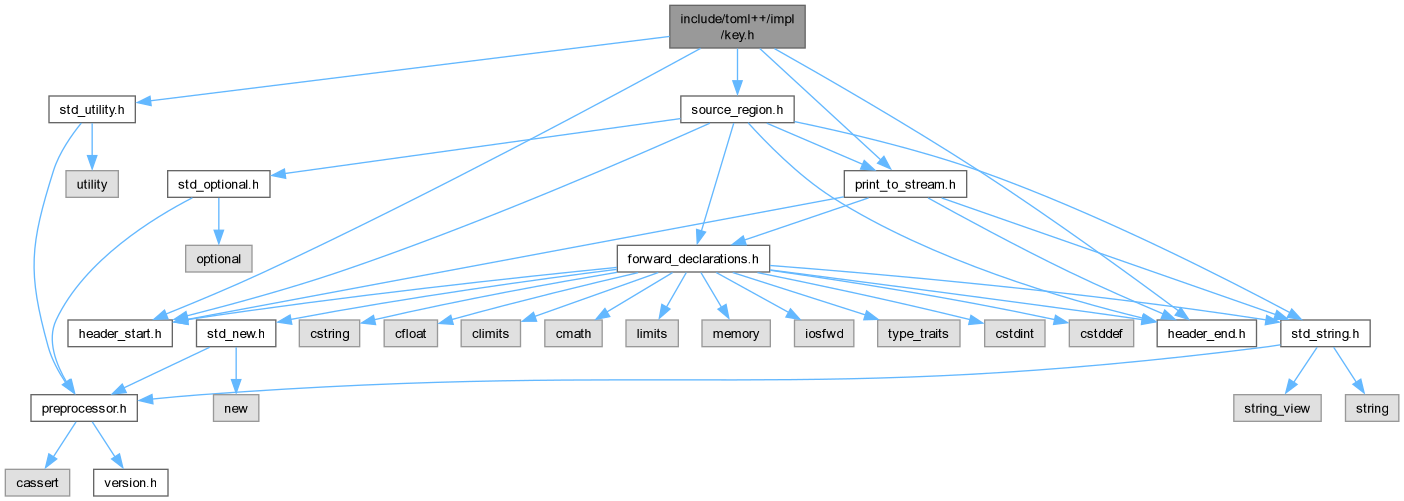 include/toml++/impl
/key.h
std_utility.h
source_region.h
utility
std_optional.h
print_to_stream.h
optional
forward_declarations.h
header_start.h
std_new.h
cstring
cfloat
climits
cmath
limits
memory
iosfwd
type_traits
cstdint
cstddef
header_end.h
std_string.h
preprocessor.h
new
string_view
string
cassert
version.h